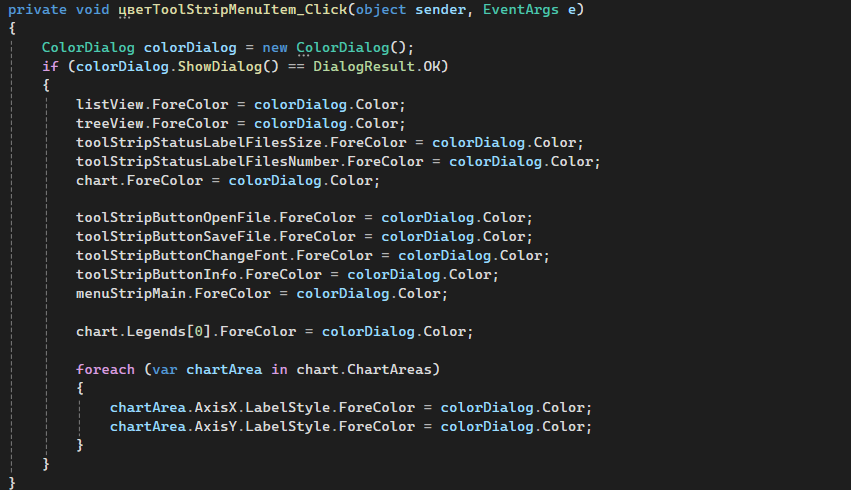 private void цветToolStripMenuItem_Click(object sender, EventArgs e)
{
    ColorDialog colorDialog = new ColorDialog();
    if (colorDialog.ShowDialog() == DialogResult.OK)
    {
        listView.ForeColor = colorDialog.Color;
        treeView.ForeColor = colorDialog.Color;
        toolStripStatusLabelFilesSize.ForeColor = colorDialog.Color;
        toolStripStatusLabelFilesNumber.ForeColor = colorDialog.Color;
        chart.ForeColor = colorDialog.Color;

        toolStripButtonOpenFile.ForeColor = colorDialog.Color;
        toolStripButtonSaveFile.ForeColor = colorDialog.Color;
        toolStripButtonChangeFont.ForeColor = colorDialog.Color;
        toolStripButtonInfo.ForeColor = colorDialog.Color;
        menuStripMain.ForeColor = colorDialog.Color;

        chart.Legends[0].ForeColor = colorDialog.Color;

        foreach (var chartArea in chart.ChartAreas)
        {
            chartArea.AxisX.LabelStyle.ForeColor = colorDialog.Color;
            chartArea.AxisY.LabelStyle.ForeColor = colorDialog.Color;
        }
    }
}